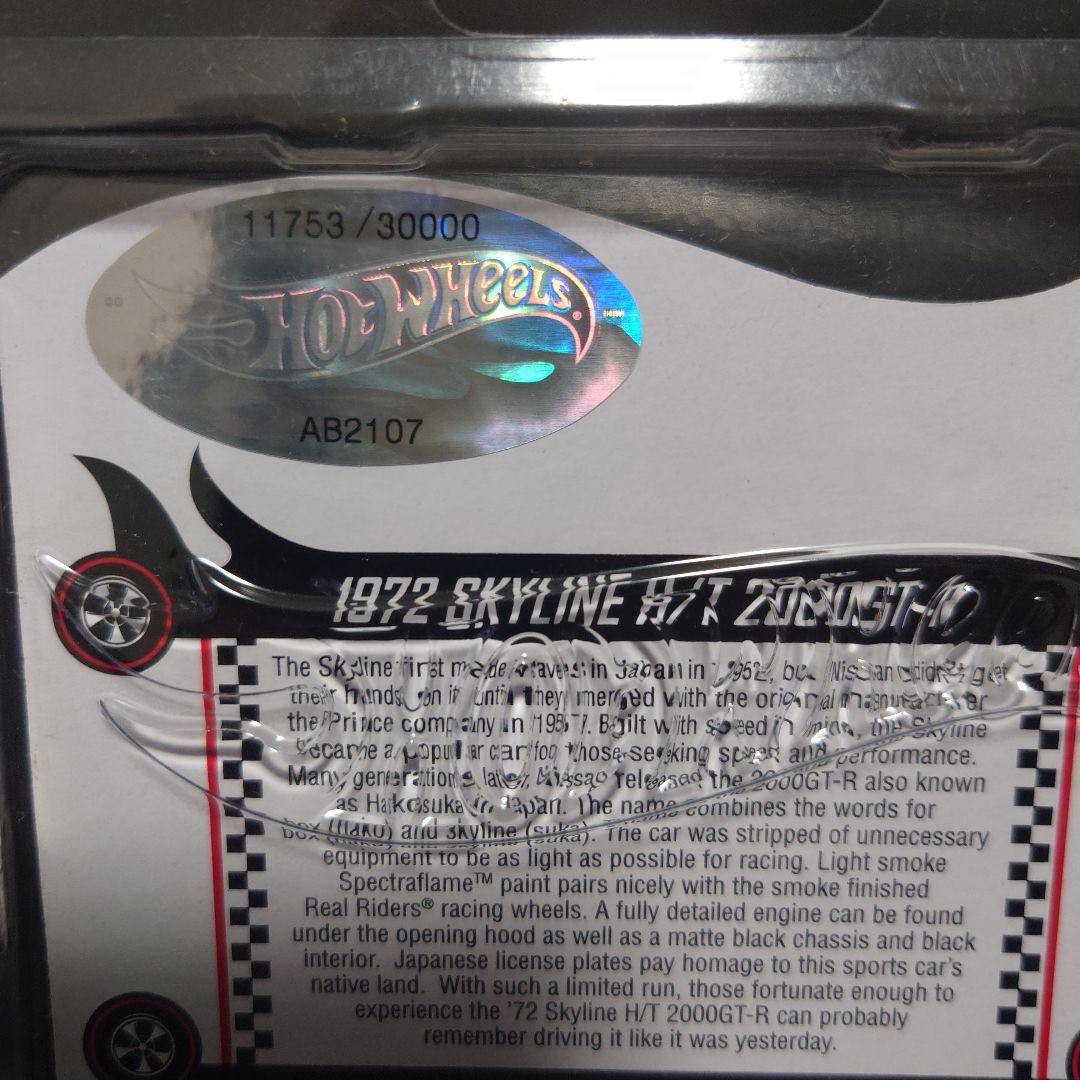 11753 /30000
HOT WHEELS®
AB2107
1972 SKYLINE H/T 2000GT-R
The Skyline first made waves in Japan in 1952, but Nissan didn't get
their hands on it until they merged with the original manufacturer
the Prince company in Built with speed in mind, the Skyline
became a popular car for those seeking speed and performance.
Many generations later, Nissan released the 2000GT-R also known
as Hakosuka in Japan. The name combines the words for
box (hako) and skyline (suka). The car was stripped of unnecessary
equipment to be as light as possible for racing. Light smoke
Spectraflame™ paint pairs nicely with the smoke finished
Real Riders® racing wheels. A fully detailed engine can be found
under the opening hood as well as a matte black chassis and black
interior. Japanese license plates pay homage to this sports car's
native land. With such a limited run, those fortunate enough to
experience the '72 Skyline H/T 2000GT-R can probably
remember driving it like it was yesterday.